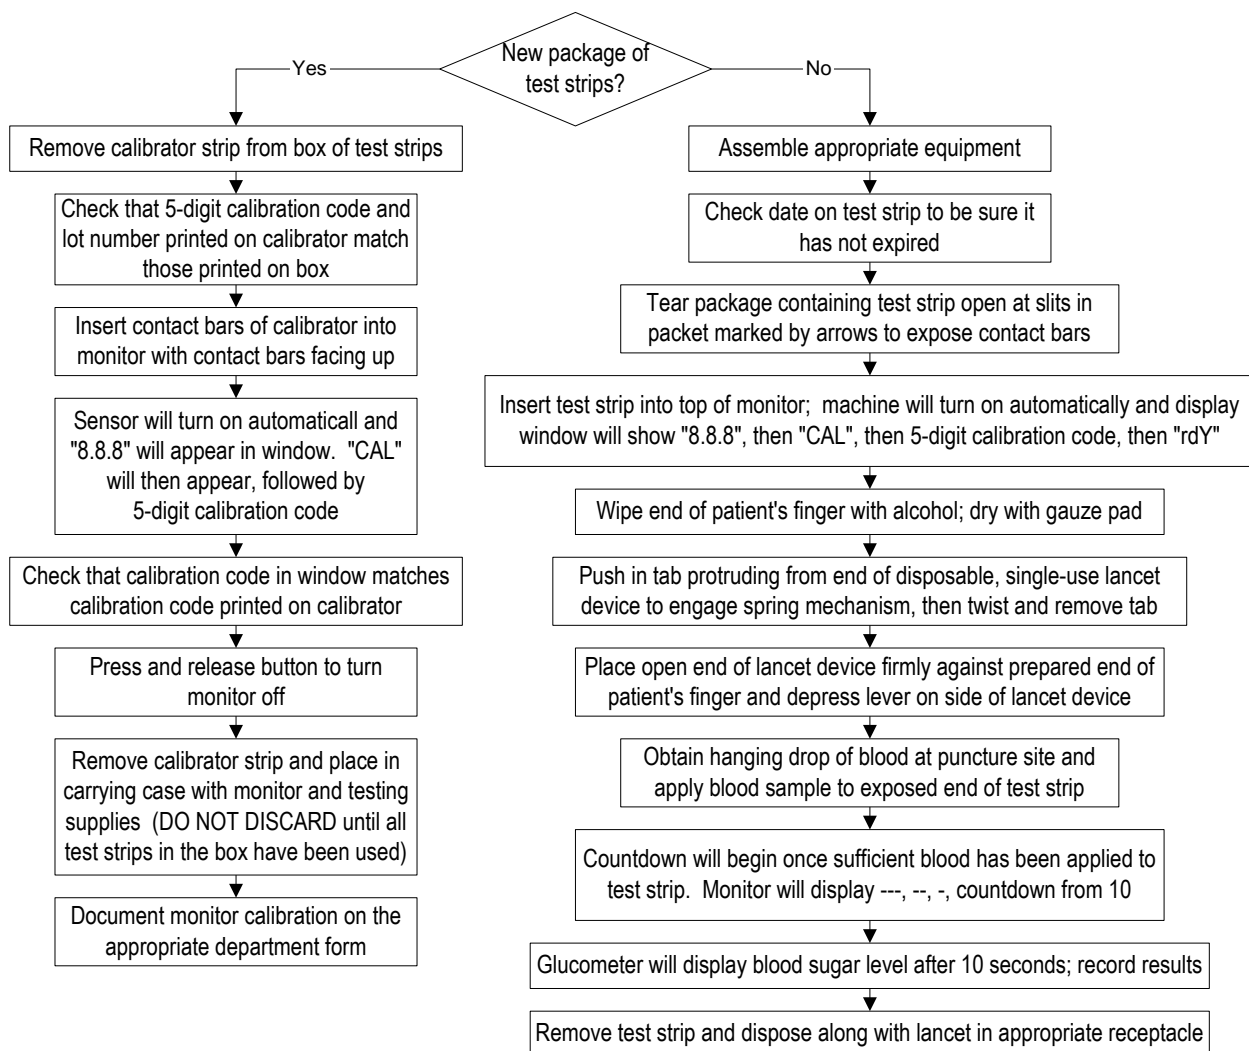 New package of
test strips?
Yes
No
Remove calibrator strip from box of test strips
Check that 5-digit calibration code and
lot number printed on calibrator match
those printed on box
Insert contact bars of calibrator into
monitor with contact bars facing up
Sensor will turn on automaticall and
"8.8.8" will appear in window.  "CAL"
will then appear, followed by
5-digit calibration code
Check that calibration code in window matches
calibration code printed on calibrator
Press and release button to turn
monitor off
Remove calibrator strip and place in
carrying case with monitor and testing
supplies  (DO NOT DISCARD until all
test strips in the box have been used)
Document monitor calibration on the
appropriate department form
Assemble appropriate equipment
Check date on test strip to be sure it
has not expired
Tear package containing test strip open at slits in
packet marked by arrows to expose contact bars
Insert test strip into top of monitor;  machine will turn on automatically and display
window will show "8.8.8", then "CAL", then 5-digit calibration code, then "rdY"
Wipe end of patient's finger with alcohol; dry with gauze pad
Push in tab protruding from end of disposable, single-use lancet
device to engage spring mechanism, then twist and remove tab
Place open end of lancet device firmly against prepared end of
patient's finger and depress lever on side of lancet device
Obtain hanging drop of blood at puncture site and
apply blood sample to exposed end of test strip
Countdown will begin once sufficient blood has been applied to
test strip.  Monitor will display ---, --, -, countdown from 10
Glucometer will display blood sugar level after 10 seconds; record results
Remove test strip and dispose along with lancet in appropriate receptacle